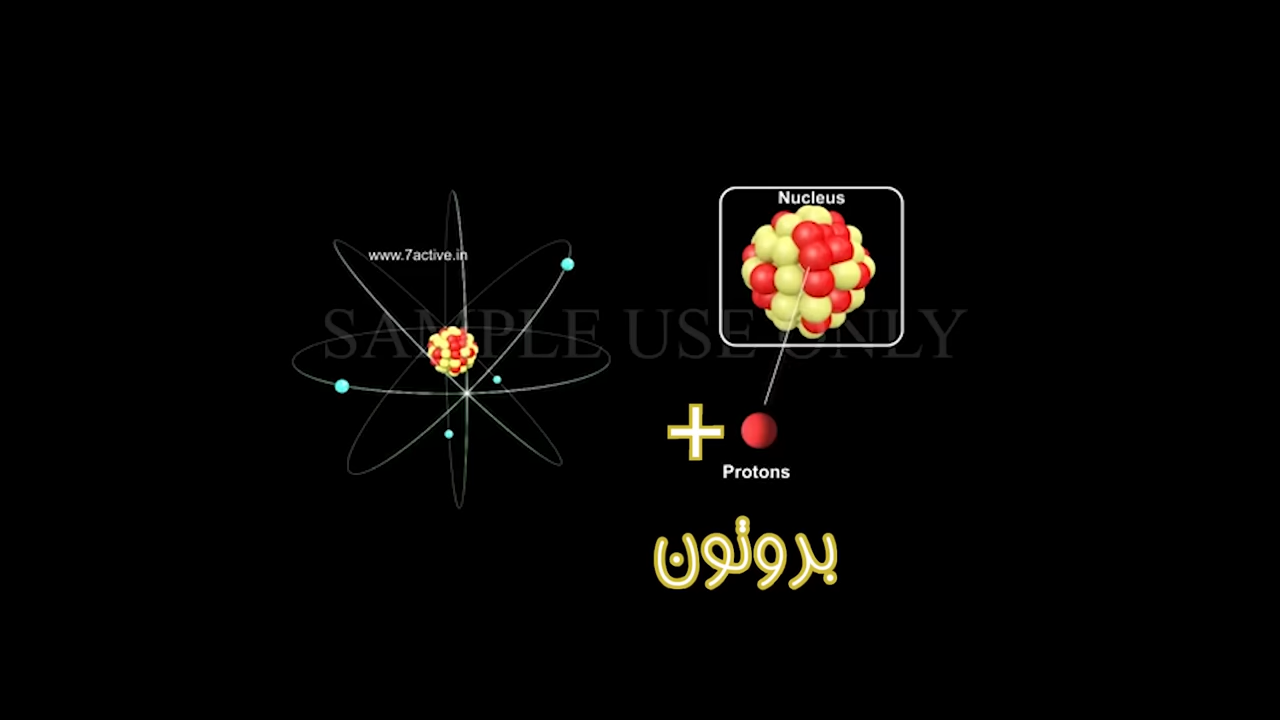 Nucleus
www.7active.in
SAMPLE USE ONLY
+
Protons
بروتون